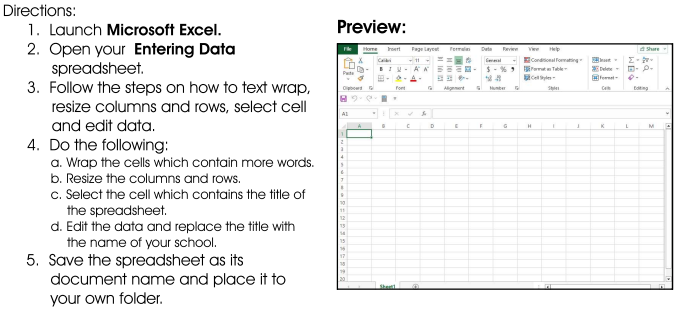 Directions:
1. Launch Microsoft Excel.
2. Open your Entering Data
spreadsheet.
3. Follow the steps on how to text wrap,
resize columns and rows, select cell
and edit data.
4. Do the following:
a. Wrap the cells which contain more words.
b. Resize the columns and rows.
c. Select the cell which contains the title of
the spreadsheet.
d. Edit the data and replace the title with
the name of your school.
5. Save the spreadsheet as its
document name and place it to
your own folder.
Preview:
File Home Insert Page Layout Formulas Data Review View Help Share
Calibri 11 A A General Conditional Formatting Insert
Paste B I U $ % Format as Table Delete
A Cell Styles Format
Clipboard Font Alignment Number Styles Cells Editing
A1 fx
A B C D E F G H I J K L M
1
2
3
4
5
6
7
8
9
10
11
12
13
14
15
16
17
18
19
20
Sheet1